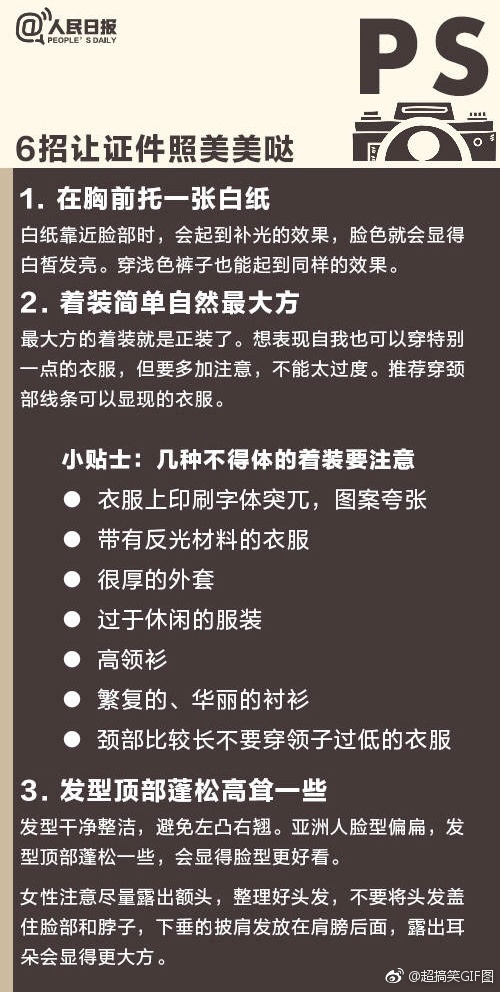 @人民日报
PEOPLE'S DAILY
PS
6招让证件照美美哒
1. 在胸前托一张白纸
白纸靠近脸部时，会起到补光的效果，脸色就会显得
白皙发亮。穿浅色裤子也能起到同样的效果。
2. 着装简单自然最大方
最大方的着装就是正装了。想表现自我也可以穿特别
一点的衣服，但要多加注意，不能太过度。推荐穿颈
部线条可以显现的衣服。
小贴士：几种不得体的着装要注意
● 衣服上印刷字体突兀，图案夸张
● 带有反光材料的衣服
● 很厚的外套
● 过于休闲的服装
● 高领衫
● 繁复的、华丽的衬衫
● 颈部比较长不要穿领子过低的衣服
3. 发型顶部蓬松高耸一些
发型干净整洁，避免左凸右翘。亚洲人脸型偏扁，发
型顶部蓬松一些，会显得脸型更好看。
女性注意尽量露出额头，整理好头发，不要将头发盖
住脸部和脖子，下垂的披肩发放在肩膀后面，露出耳
朵会显得更大方。
@超搞笑GIF图